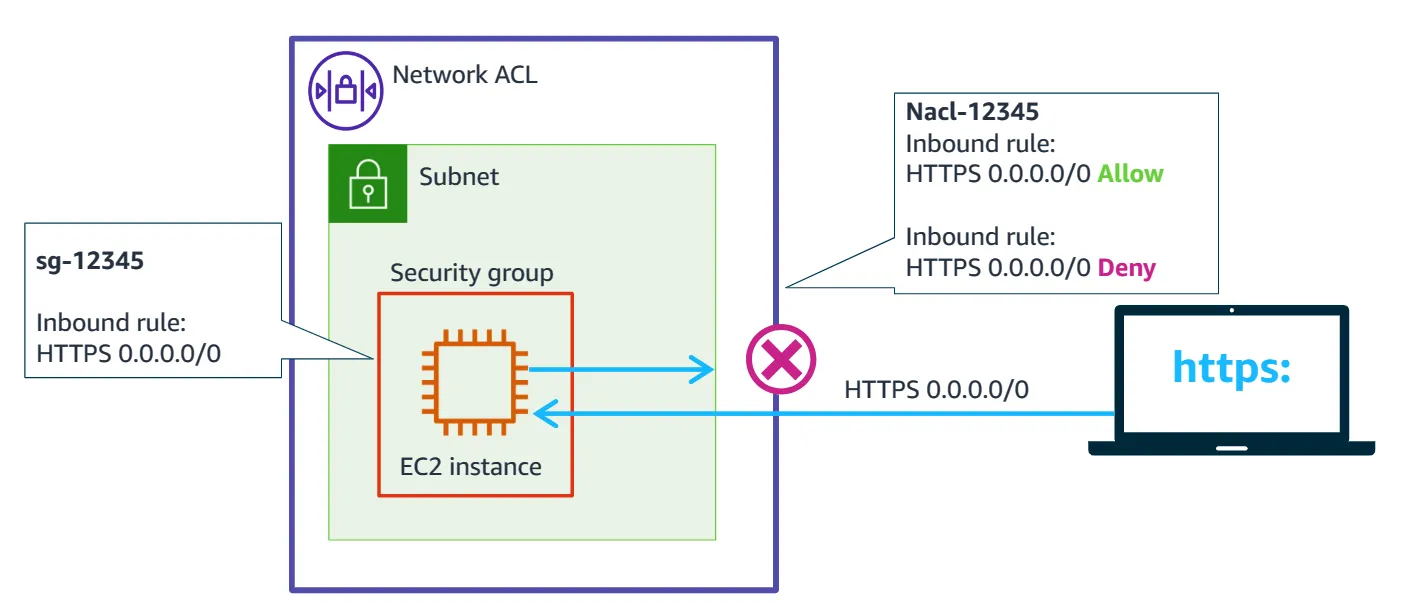 Network ACL
Nacl-12345
Inbound rule:
HTTPS 0.0.0.0/0 Allow
Inbound rule:
HTTPS 0.0.0.0/0 Deny
Subnet
sg-12345
Inbound rule:
HTTPS 0.0.0.0/0
Security group
EC2 instance
HTTPS 0.0.0.0/0
https: